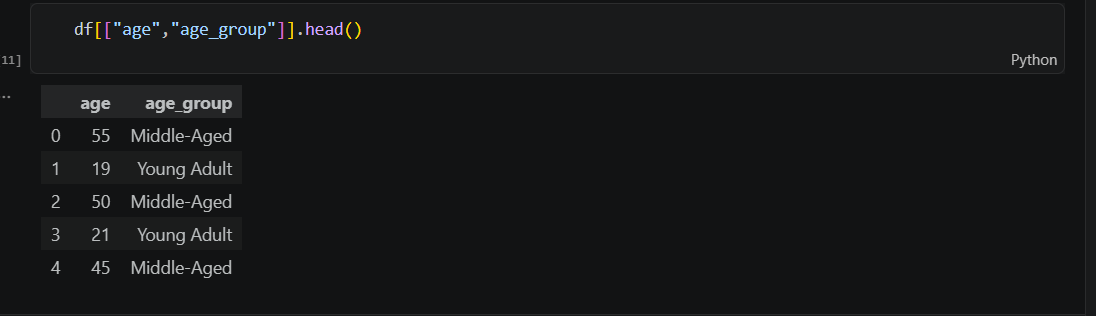 df[["age","age_group"]].head()
11]
Python
..
age age_group
0 55 Middle-Aged
1 19 Young Adult
2 50 Middle-Aged
3 21 Young Adult
4 45 Middle-Aged